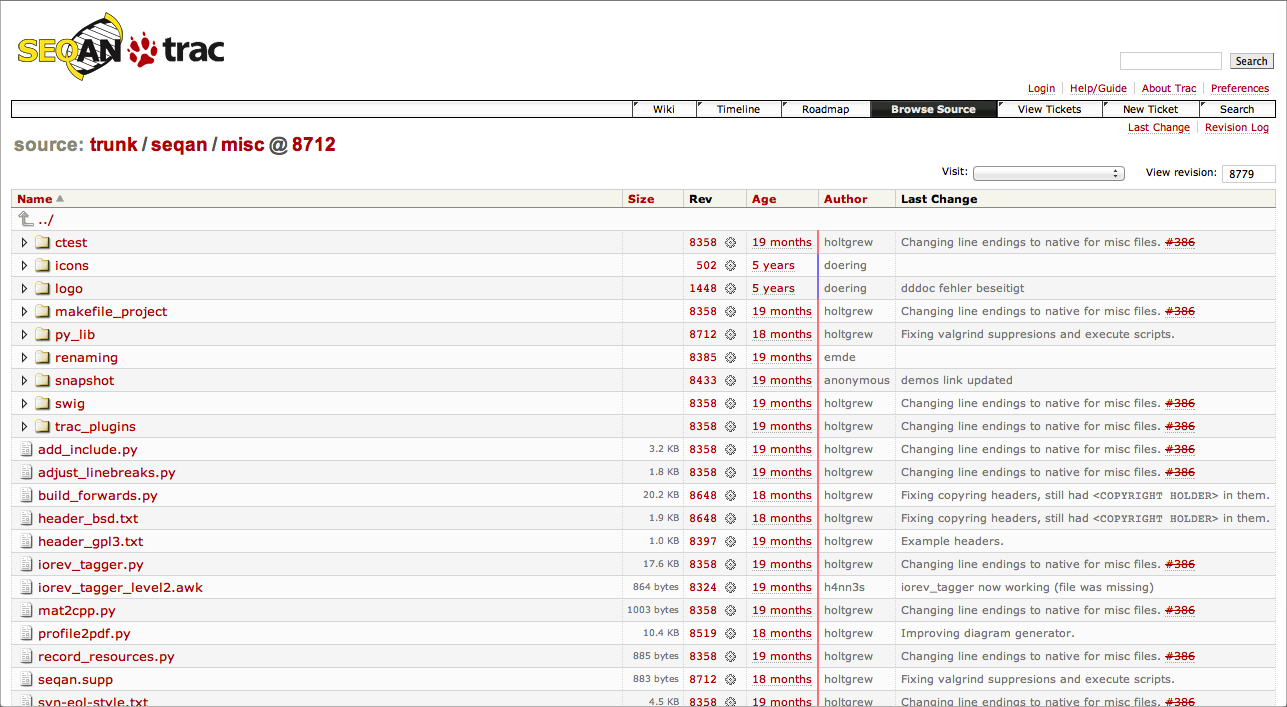 SEQAN trac
Search
Login Help/Guide About Trac Preferences
Wiki Timeline Roadmap Browse Source View Tickets New Ticket Search
Last Change Revision Log
source: trunk / seqan / misc @ 8712
Visit: View revision: 8779
Name Size Rev Age Author Last Change
../
ctest 8358 19 months holtgrew Changing line endings to native for misc files. #386
icons 502 5 years doering
logo 1448 5 years doering dddoc fehler beseitigt
makefile_project 8358 19 months holtgrew Changing line endings to native for misc files. #386
py_lib 8712 18 months holtgrew Fixing valgrind suppresions and execute scripts.
renaming 8385 19 months emde
snapshot 8433 19 months anonymous demos link updated
swig 8358 19 months holtgrew Changing line endings to native for misc files. #386
trac_plugins 8358 19 months holtgrew Changing line endings to native for misc files. #386
add_include.py 3.2 KB 8358 19 months holtgrew Changing line endings to native for misc files. #386
adjust_linebreaks.py 1.8 KB 8358 19 months holtgrew Changing line endings to native for misc files. #386
build_forwards.py 20.2 KB 8648 18 months holtgrew Fixing copyring headers, still had <COPYRIGHT HOLDER> in them.
header_bsd.txt 1.9 KB 8648 18 months holtgrew Fixing copyring headers, still had <COPYRIGHT HOLDER> in them.
header_gpl3.txt 1.0 KB 8397 19 months holtgrew Example headers.
iorev_tagger.py 17.6 KB 8358 19 months holtgrew Changing line endings to native for misc files. #386
iorev_tagger_level2.awk 864 bytes 8324 19 months h4nn3s iorev_tagger now working (file was missing)
mat2cpp.py 1003 bytes 8358 19 months holtgrew Changing line endings to native for misc files. #386
profile2pdf.py 10.4 KB 8519 18 months holtgrew Improving diagram generator.
record_resources.py 885 bytes 8358 19 months holtgrew Changing line endings to native for misc files. #386
seqan.supp 883 bytes 8712 18 months holtgrew Fixing valgrind suppresions and execute scripts.
svn-eol-style.txt 4.5 KB 8358 19 months holtgrew Changing line endings to native for misc files. #386